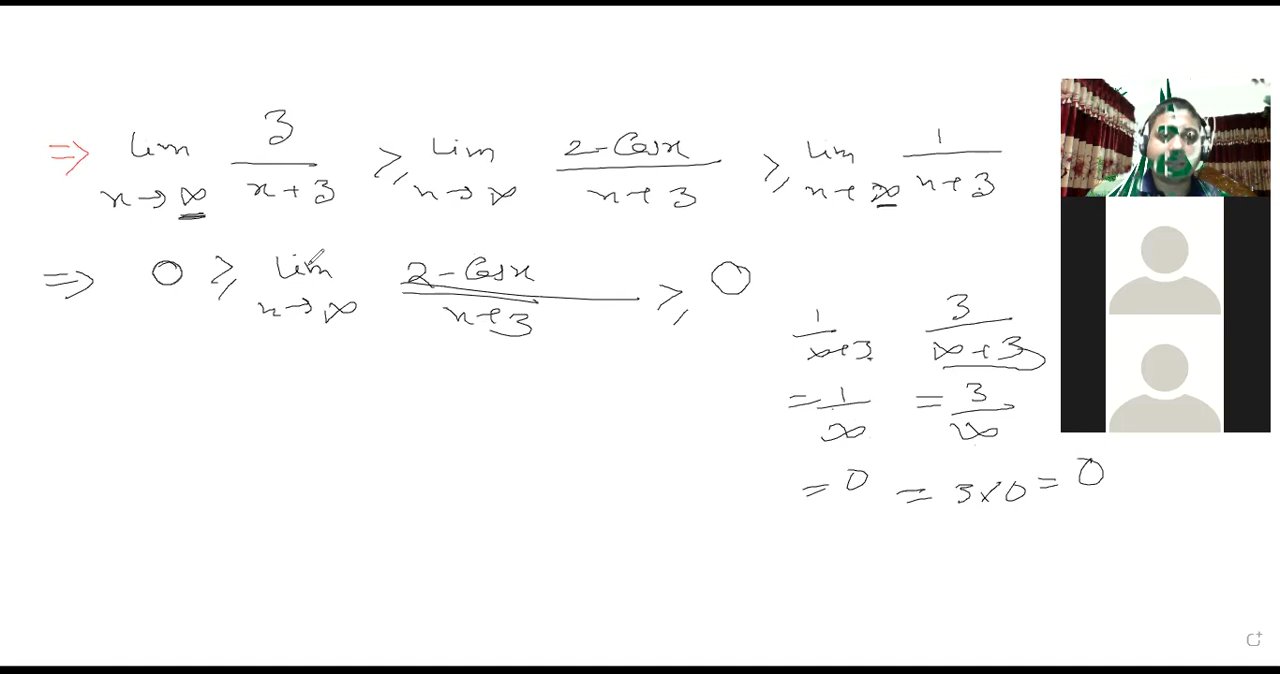 ⇒ lim x→∞ 3/(x+3) ≥ lim x→∞ (2-Cosx)/(x+3) ≥ lim x→∞ 1/(x+3)
⇒ 0 ≥ lim x→∞ (2-Cosx)/(x+3) ≥ 0
1/(∞+3) 3/(∞+3)
= 1/∞ = 3/∞
= 0 = 3×0 = 0